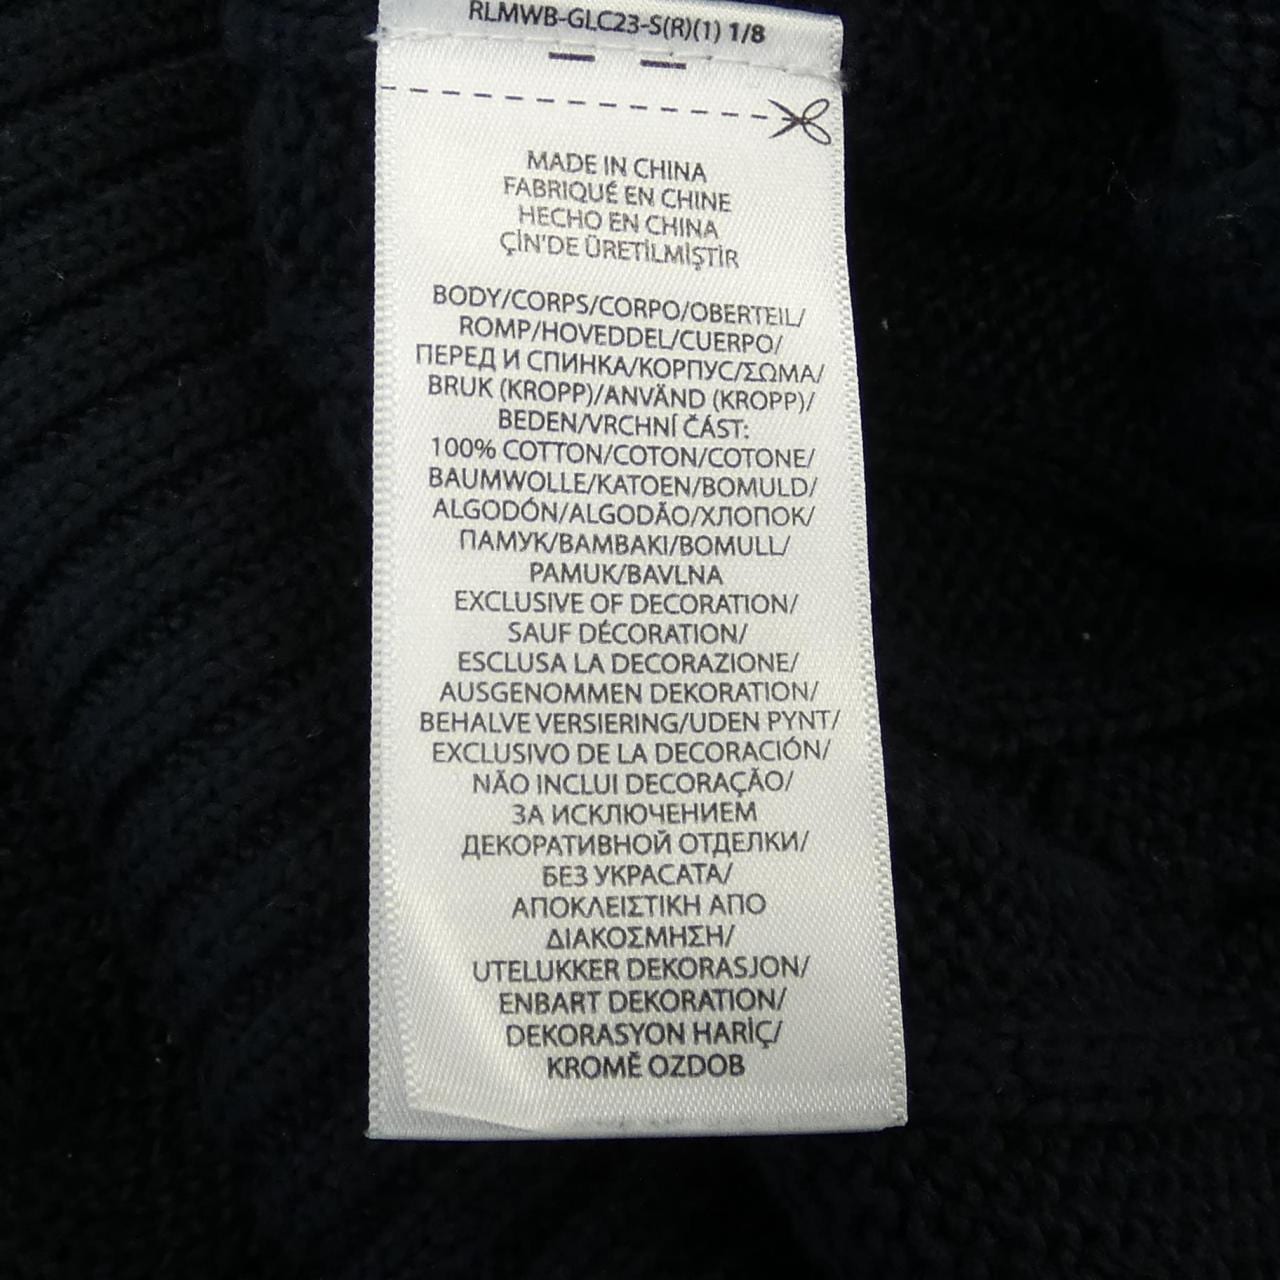 RLMWB-GLC23-S(R)(1) 1/8
MADE IN CHINA
FABRIQUÉ EN CHINE
HECHO EN CHINA
ÇİN'DE ÜRETİLMİŞTİR
BODY/CORPS/CORPO/OBERTEIL/
ROMP/HOVEDDEL/CUERPO/
ПЕРЕД И СПИНКА/КОРПУС/ΣΩΜΑ/
BRUK (KROPP)/ANVÄND (KROPP)/
BEDEN/VRCHNÍ ČÁST:
100% COTTON/COTON/COTONE/
BAUMWOLLE/KATOEN/BOMULD/
ALGODÓN/ALGODÃO/ХЛОПОК/
ПАМУК/ΒΑΜΒΑΚΙ/BOMULL/
PAMUK/BAVLNA
EXCLUSIVE OF DECORATION/
SAUF DÉCORATION/
ESCLUSA LA DECORAZIONE/
AUSGENOMMEN DEKORATION/
BEHALVE VERSIERING/UDEN PYNT/
EXCLUSIVO DE LA DECORACIÓN/
NÃO INCLUI DECORAÇÃO/
ЗА ИСКЛЮЧЕНИЕМ
ДЕКОРАТИВНОЙ ОТДЕЛКИ/
БЕЗ УКРАСАТА/
ΑΠΟΚΛΕΙΣΤΙΚΗ ΑΠΟ
ΔΙΑΚΟΣΜΗΣΗ/
UTELUKKER DEKORASJON/
ENBART DEKORATION/
DEKORASYON HARİÇ/
KROMĚ OZDOB